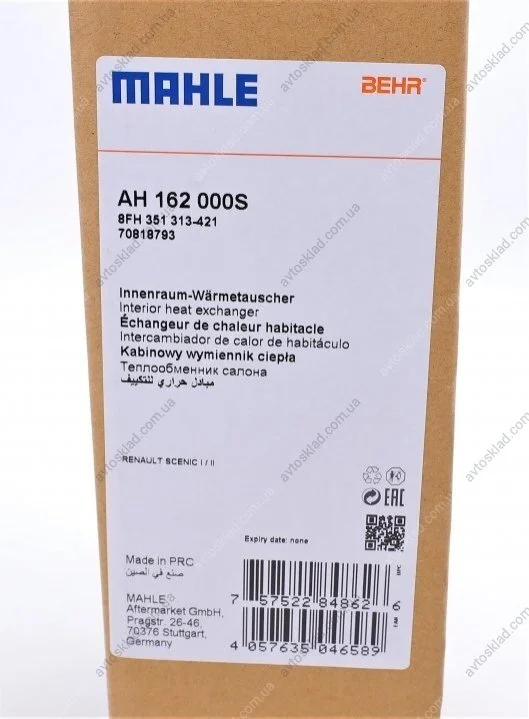 MAHLE
BEHR®
AH 162 000S
8FH 351 313-421
70818793
Innenraum-Wärmetauscher
Interior heat exchanger
Échangeur de chaleur habitacle
Intercambiador de calor de habitáculo
Kabinowy wymiennik ciepła
Теплообменник салона
مبادل حراري للتكييف
RENAULT SCENIC I / II
EAC
Expiry date: none
Made in PRC
صنع في الصين
MAHLE
Aftermarket GmbH,
Pragstr. 26-46,
70376 Stuttgart,
Germany
UPC
7 57522 84862 6
EAN
4 057635 046589
avtosklad.com.ua